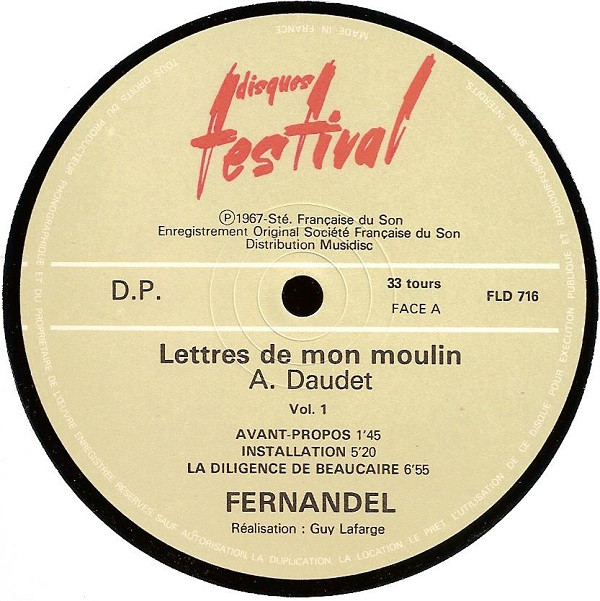 MADE IN FRANCE
TOUS DROITS DU PRODUCTEUR PHONOGRAPHIQUE ET DU PROPRIETAIRE DE L'ŒUVRE ENREGISTREE RESERVES. SAUF AUTORISATION, LA DUPLICATION, LA LOCATION, LE PRET, L'UTILISATION DE CE DISQUE POUR EXECUTION PUBLIQUE ET RADIODIFFUSION SONT INTERDITS.
disques
festival
Ⓟ1967-Sté. Française du Son
Enregistrement Original Société Française du Son
Distribution Musidisc
D.P.
33 tours
FACE A
FLD 716
Lettres de mon moulin
A. Daudet
Vol. 1
AVANT-PROPOS 1'45
INSTALLATION 5'20
LA DILIGENCE DE BEAUCAIRE 6'55
FERNANDEL
Réalisation : Guy Lafarge